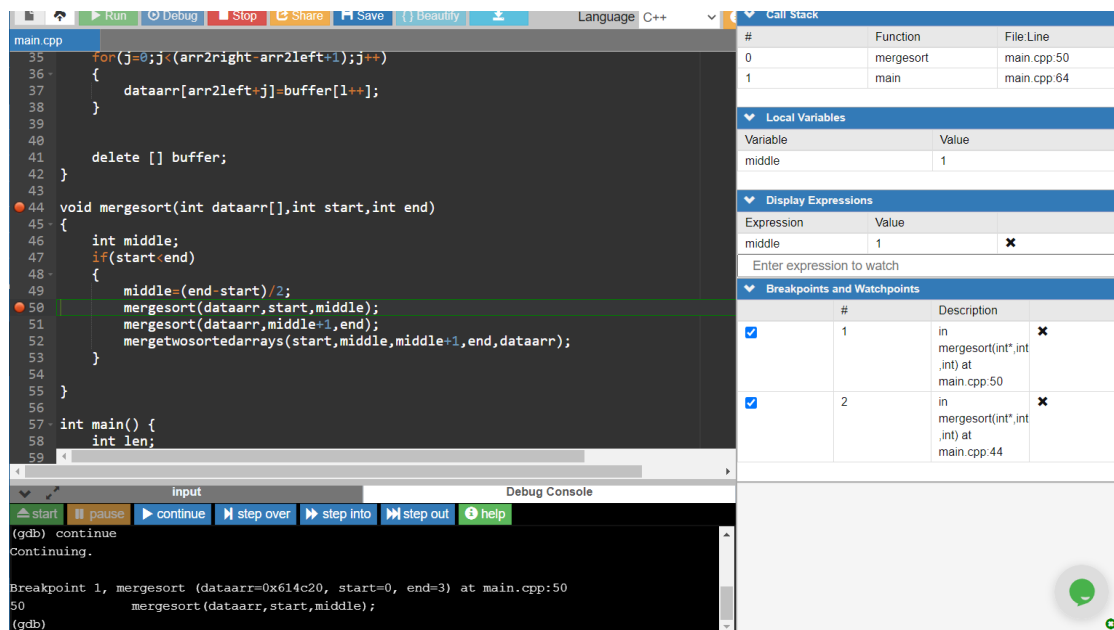 Run Debug Stop Share Save { } Beautify Language C++
main.cpp
35 for(j=0;j<(arr2right-arr2left+1);j++)
36 {
37 dataarr[arr2left+j]=buffer[l++];
38 }
39
40
41 delete [] buffer;
42 }
43
44 void mergesort(int dataarr[],int start,int end)
45 {
46 int middle;
47 if(start<end)
48 {
49 middle=(end-start)/2;
50 mergesort(dataarr,start,middle);
51 mergesort(dataarr,middle+1,end);
52 mergetwosortedarrays(start,middle,middle+1,end,dataarr);
53 }
54
55 }
56
57 int main() {
58 int len;
59
input Debug Console
start pause continue step over step into step out help
(gdb) continue
Continuing.
Breakpoint 1, mergesort (dataarr=0x614c20, start=0, end=3) at main.cpp:50
50 mergesort(dataarr,start,middle);
(gdb)
Call Stack
# Function File:Line
0 mergesort main.cpp:50
1 main main.cpp:64
Local Variables
Variable Value
middle 1
Display Expressions
Expression Value
middle 1
Enter expression to watch
Breakpoints and Watchpoints
# Description
1 in
mergesort(int*,int
,int) at
main.cpp:50
2 in
mergesort(int*,int
,int) at
main.cpp:44